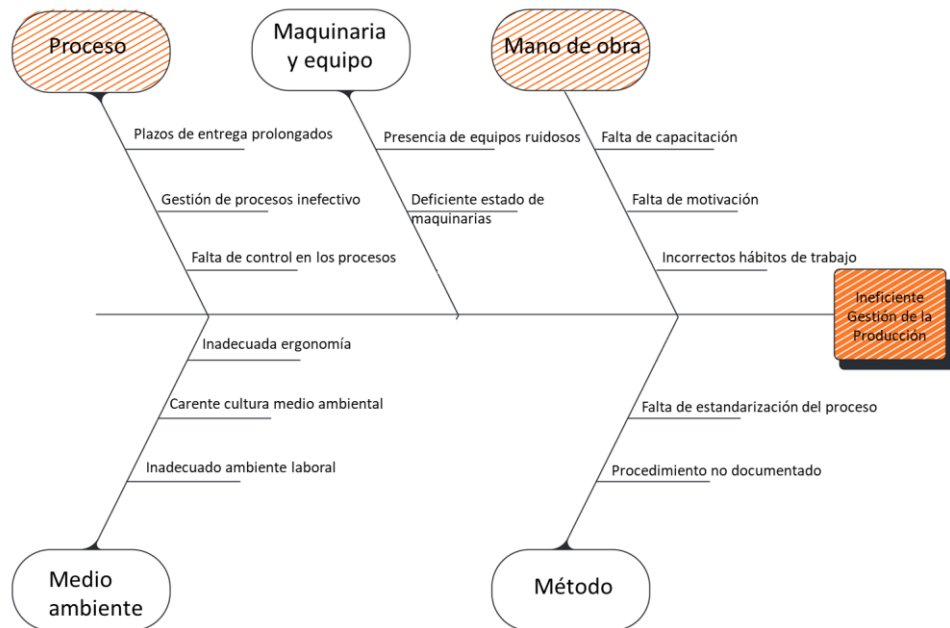 Proceso
Maquinaria
y equipo
Mano de obra
Plazos de entrega prolongados
Gestión de procesos inefectivo
Falta de control en los procesos
Presencia de equipos ruidosos
Deficiente estado de
maquinarias
Falta de capacitación
Falta de motivación
Incorrectos hábitos de trabajo
Ineficiente
Gestión de la
Producción
Inadecuada ergonomía
Carente cultura medio ambiental
Inadecuado ambiente laboral
Falta de estandarización del proceso
Procedimiento no documentado
Medio
ambiente
Método